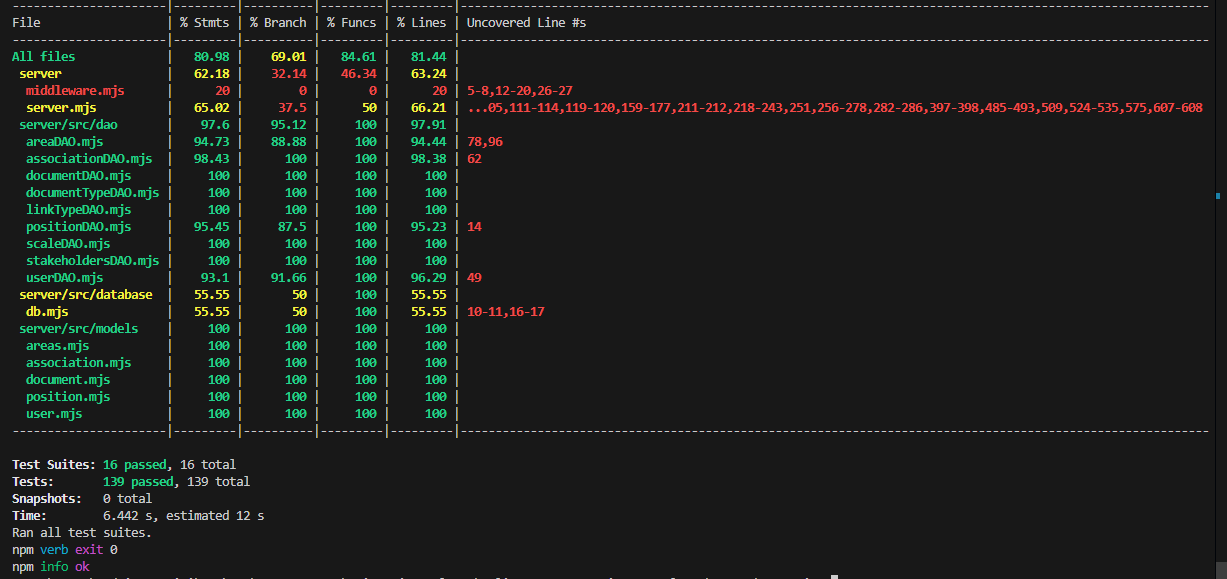 File | % Stmts | % Branch | % Funcs | % Lines | Uncovered Line #s
All files | 80.98 | 69.01 | 84.61 | 81.44 |
server | 62.18 | 32.14 | 46.34 | 63.24 |
middleware.mjs | 20 | 0 | 0 | 20 | 5-8,12-20,26-27
server.mjs | 65.02 | 37.5 | 50 | 66.21 | ...05,111-114,119-120,159-177,211-212,218-243,251,256-278,282-286,397-398,485-493,509,524-535,575,607-608
server/src/dao | 97.6 | 95.12 | 100 | 97.91 |
areaDAO.mjs | 94.73 | 88.88 | 100 | 94.44 | 78,96
associationDAO.mjs | 98.43 | 100 | 100 | 98.38 | 62
documentDAO.mjs | 100 | 100 | 100 | 100 |
documentTypeDAO.mjs | 100 | 100 | 100 | 100 |
linkTypeDAO.mjs | 100 | 100 | 100 | 100 |
positionDAO.mjs | 95.45 | 87.5 | 100 | 95.23 | 14
scaleDAO.mjs | 100 | 100 | 100 | 100 |
stakeholdersDAO.mjs | 100 | 100 | 100 | 100 |
userDAO.mjs | 93.1 | 91.66 | 100 | 96.29 | 49
server/src/database | 55.55 | 50 | 100 | 55.55 |
db.mjs | 55.55 | 50 | 100 | 55.55 | 10-11,16-17
server/src/models | 100 | 100 | 100 | 100 |
areas.mjs | 100 | 100 | 100 | 100 |
association.mjs | 100 | 100 | 100 | 100 |
document.mjs | 100 | 100 | 100 | 100 |
position.mjs | 100 | 100 | 100 | 100 |
user.mjs | 100 | 100 | 100 | 100 |
Test Suites: 16 passed, 16 total
Tests: 139 passed, 139 total
Snapshots: 0 total
Time: 6.442 s, estimated 12 s
Ran all test suites.
npm verb exit 0
npm info ok